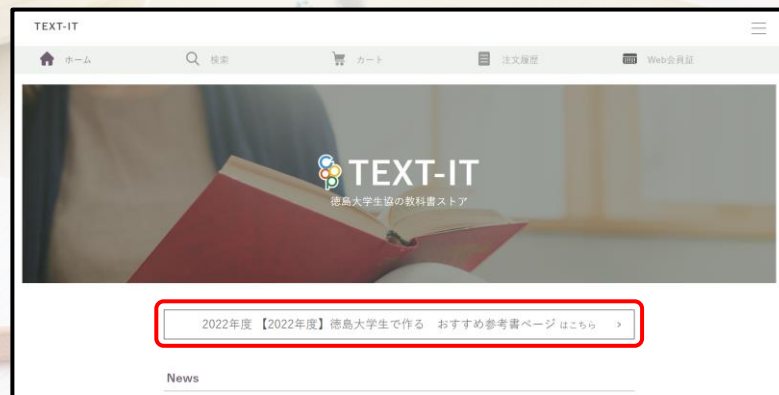 TEXT-IT
ホーム
検索
カート
注文履歴
Web会員証
TEXT-IT
徳島大学生協の教科書ストア
2022年度 【2022年度】徳島大学生で作る　おすすめ参考書ページ はこちら ›
News